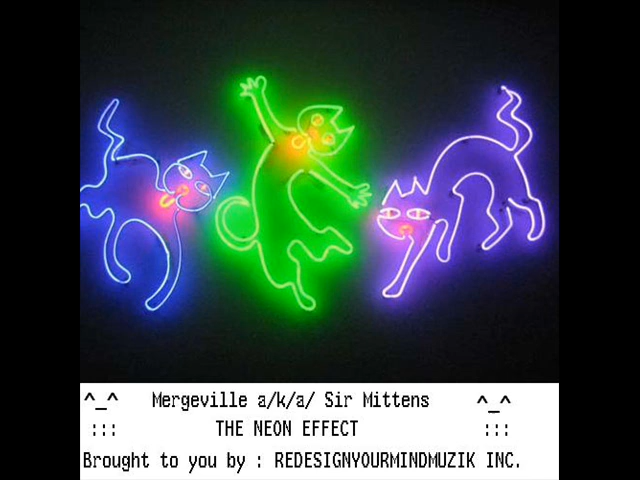 ^_^ Mergeville a/k/a/ Sir Mittens ^_^
::: THE NEON EFFECT :::
Brought to you by : REDESIGNYOURMINDMUZIK INC.